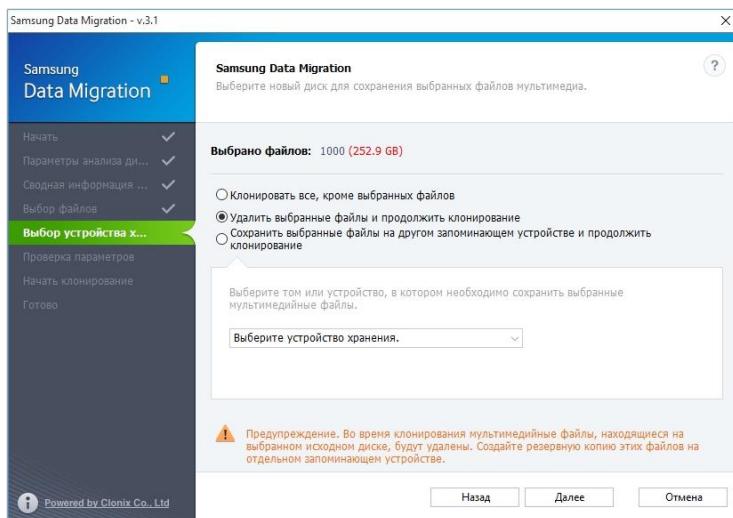 Samsung Data Migration - v.3.1
Samsung
Data Migration
Samsung Data Migration
?
Выберите новый диск для сохранения выбранных файлов мультимедиа.
Начать
Параметры анализа ди...
Сводная информация ...
Выбор файлов
Выбор устройства х...
Проверка параметров
Начать клонирование
Готово
Выбрано файлов: 1000 (252.9 GB)
Клонировать все, кроме выбранных файлов
Удалить выбранные файлы и продолжить клонирование
Сохранить выбранные файлы на другом запоминающем устройстве и продолжить
клонирование
Выберите том или устройство, в котором необходимо сохранить выбранные
мультимедийные файлы.
Выберите устройство хранения.
Предупреждение. Во время клонирования мультимедийные файлы, находящиеся на
выбранном исходном диске, будут удалены. Создайте резервную копию этих файлов на
отдельном запоминающем устройстве.
Powered by Clonix Co., Ltd
Назад
Далее
Отмена